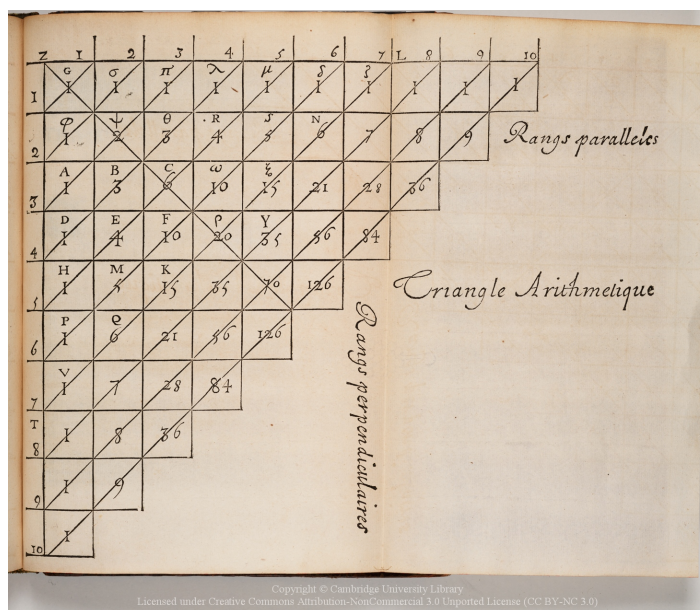 Z 1 2 3 4 5 6 7 L 8 9 10
G σ π λ μ δ ζ
1 1 1 1 1 1 1 1 1 1 1
φ ψ θ R S N
2 1 2 3 4 5 6 7 8 9 Rangs paralleles
A B C ω ξ
3 1 3 6 10 15 21 28 36
D E F ρ Y
4 1 4 10 20 35 56 84
H M K
5 1 5 15 35 70 126 Triangle Arithmetique
P Q
6 1 6 21 56 126
V
7 1 7 28 84
T
8 1 8 36
9 1 9
10 1
Rangs perpendiculaires
Copyright © Cambridge University Library
Licensed under Creative Commons Attribution-NonCommercial 3.0 Unported License (CC BY-NC 3.0)